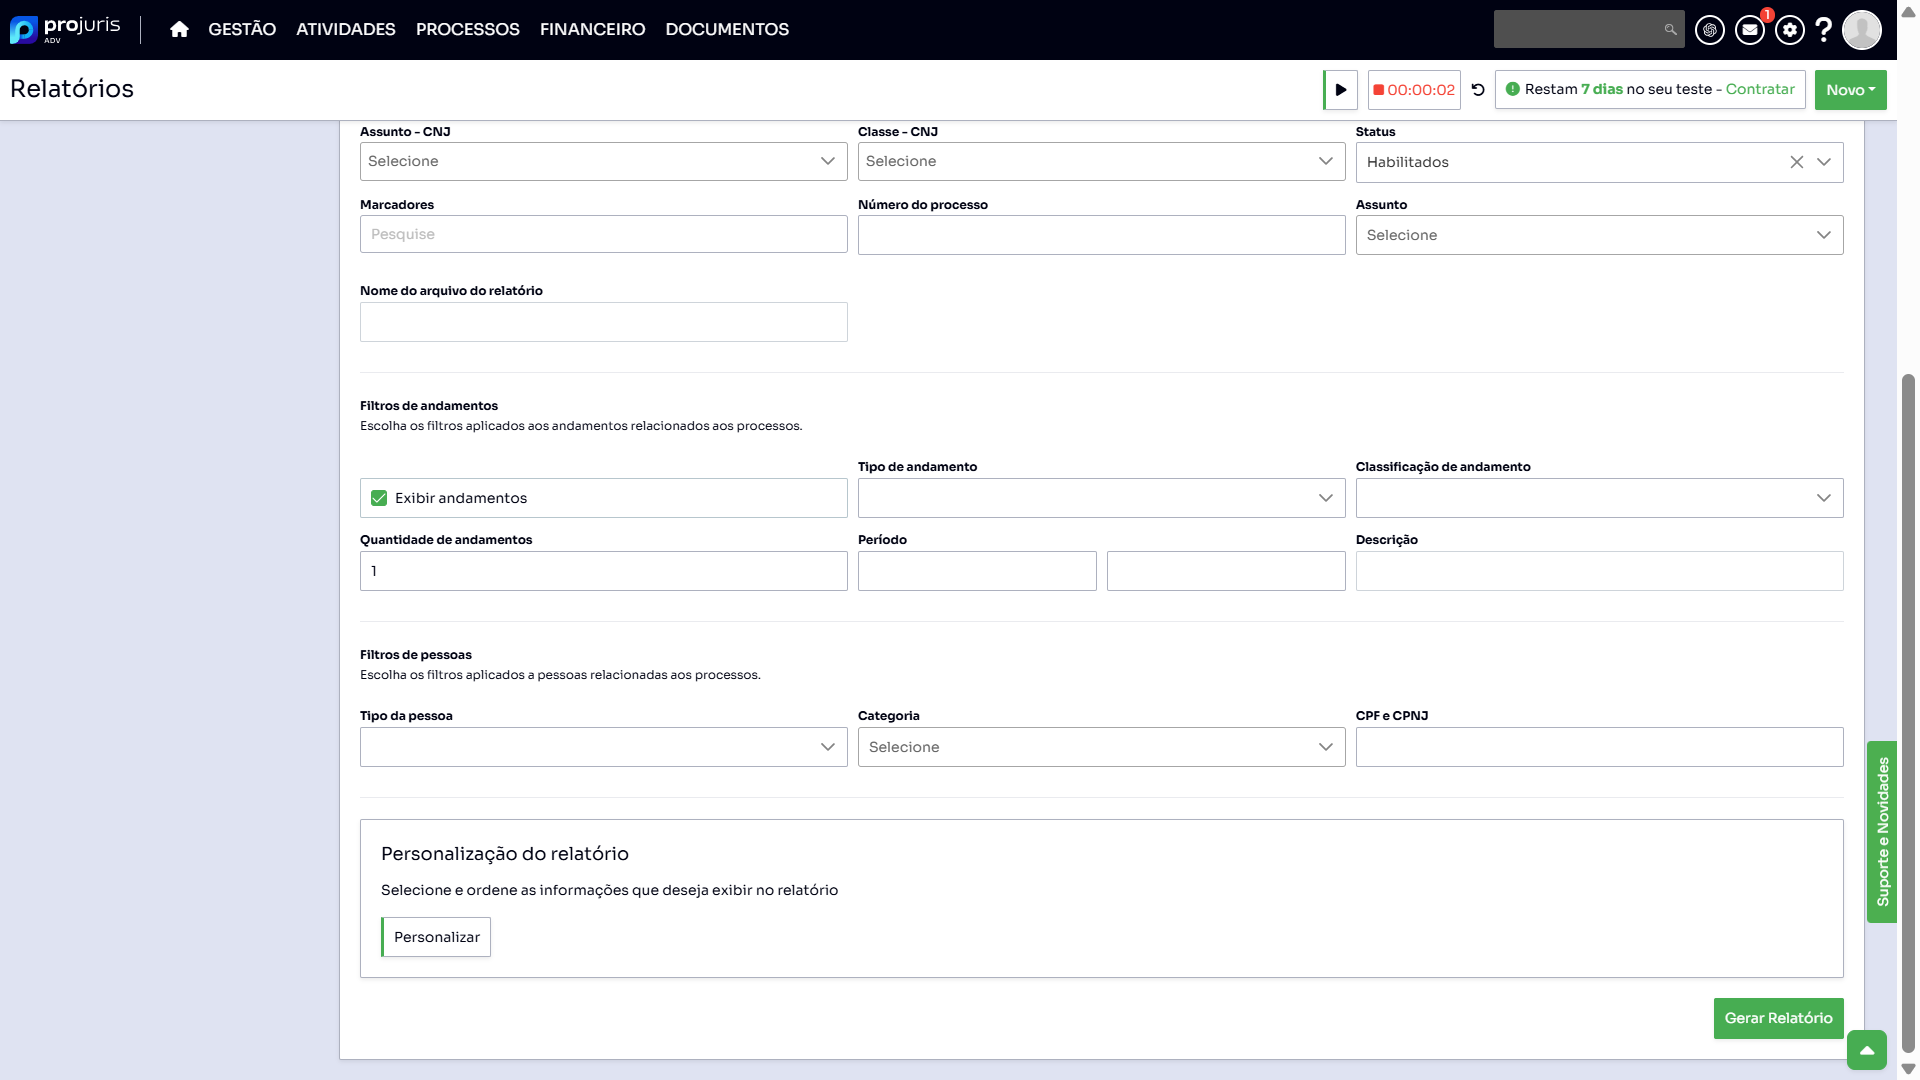 projuris
ADV
GESTÃO ATIVIDADES PROCESSOS FINANCEIRO DOCUMENTOS
1
?
Relatórios
00:00:02
Restam 7 dias no seu teste - Contratar
Novo
Assunto - CNJ
Classe - CNJ
Status
Selecione
Selecione
Habilitados
Marcadores
Número do processo
Assunto
Pesquise
Selecione
Nome do arquivo do relatório
Filtros de andamentos
Escolha os filtros aplicados aos andamentos relacionados aos processos.
Tipo de andamento
Classificação de andamento
Exibir andamentos
Quantidade de andamentos
Período
Descrição
1
Filtros de pessoas
Escolha os filtros aplicados a pessoas relacionadas aos processos.
Tipo da pessoa
Categoria
CPF e CPNJ
Selecione
Suporte e Novidades
Personalização do relatório
Selecione e ordene as informações que deseja exibir no relatório
Personalizar
Gerar Relatório